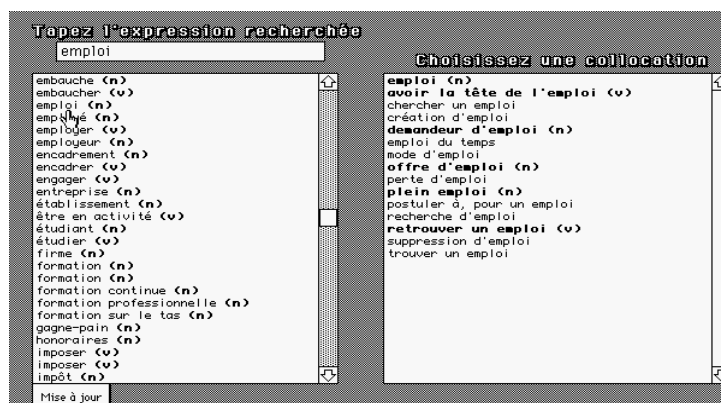 Tapez l'expression recherchée
emploi
embauche (n)
embaucher (v)
emploi (n)
employé (n)
employer (v)
employeur (n)
encadrement (n)
encadrer (v)
engager (v)
entreprise (n)
établissement (n)
être en activité (v)
étudiant (n)
étudier (v)
firme (n)
formation (n)
formation (n)
formation continue (n)
formation professionnelle (n)
formation sur le tas (n)
gagne-pain (n)
honoraires (n)
imposer (v)
imposer (v)
impôt (n)
Mise à jour
Choisissez une collocation
emploi (n)
avoir la tête de l'emploi (v)
chercher un emploi
création d'emploi
demandeur d'emploi (n)
emploi du temps
mode d'emploi
offre d'emploi (n)
perte d'emploi
plein emploi (n)
postuler à, pour un emploi
recherche d'emploi
retrouver un emploi (v)
suppression d'emploi
trouver un emploi